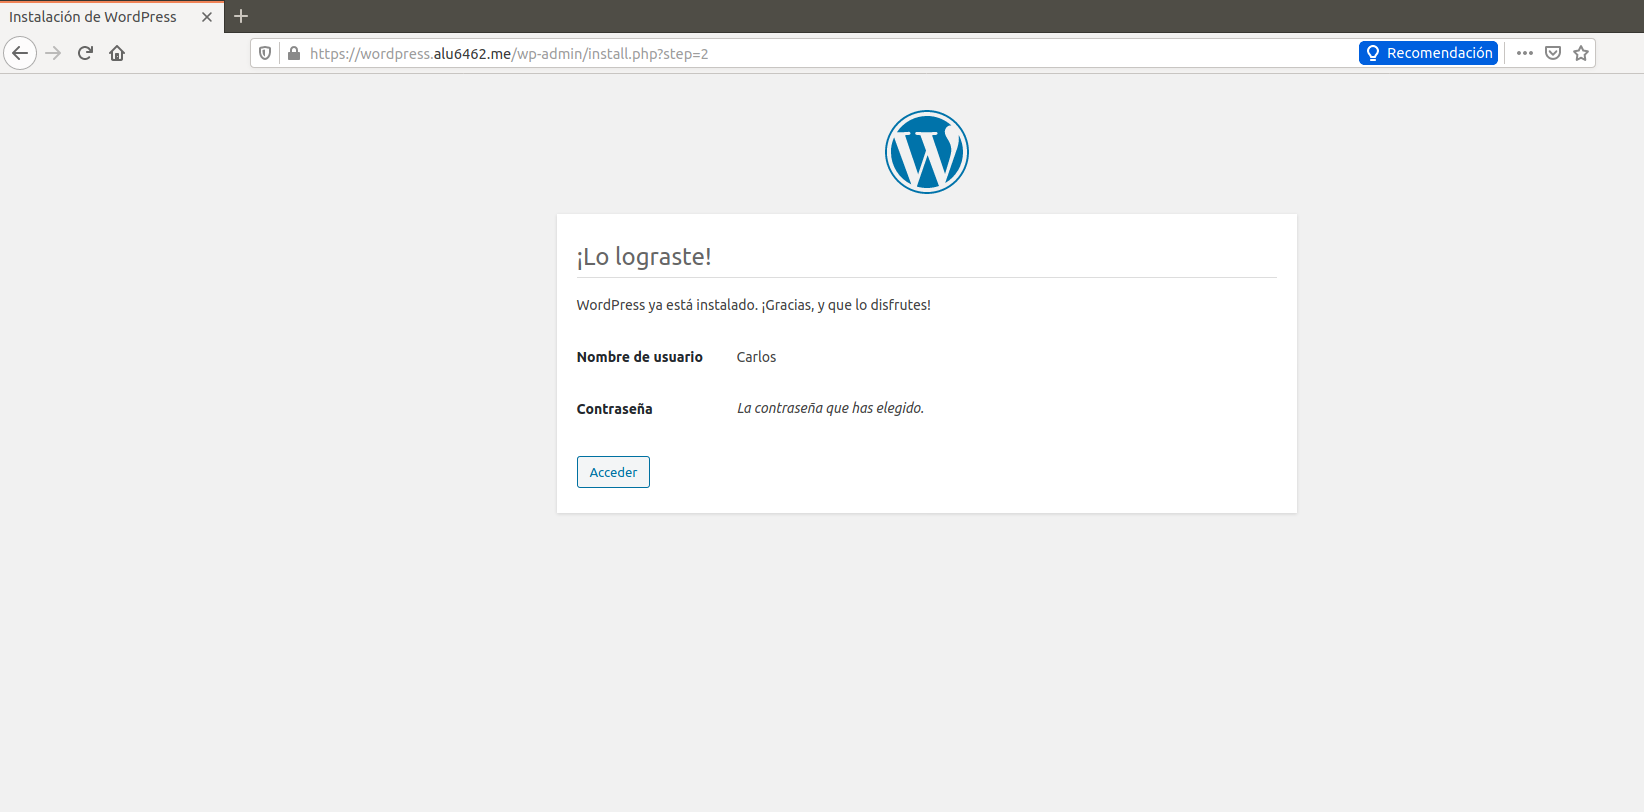 Instalación de WordPress
https://wordpress.alu6462.me/wp-admin/install.php?step=2
Recomendación
¡Lo lograste!
WordPress ya está instalado. ¡Gracias, y que lo disfrutes!
Nombre de usuario Carlos
Contraseña La contraseña que has elegido.
Acceder